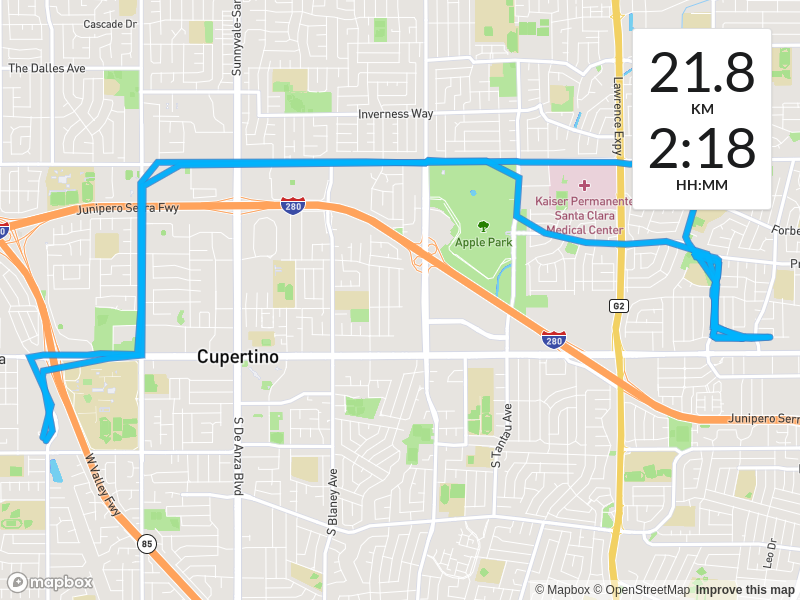 Cascade Dr
Sunnyvale-Sar
The Dalles Ave
Inverness Way
Lawrence Expy
21.8
KM
2:18
HH:MM
Kaiser Permanente
Santa Clara
Medical Center
Junipero Serra Fwy
280
Apple Park
Forbe
Pr
G2
280
Cupertino
a
S De Anza Blvd
S Blaney Ave
S Tantau Ave
Junipero Serr
W Valley Fwy
85
Leo Dr
mapbox
© Mapbox © OpenStreetMap Improve this map